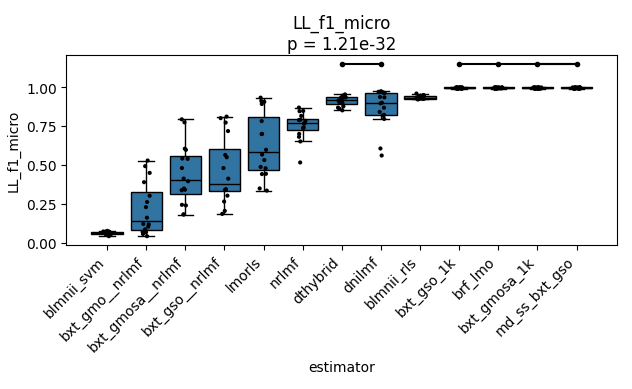 LL_f1_micro
p = 1.21e-32
LL_f1_micro
1.00
0.75
0.50
0.25
0.00
blmnii_svm
bxt_gmo__nrlmf
bxt_gmosa__nrlmf
bxt_gso__nrlmf
lmorls
nrlmf
dthybrid
dnilmf
blmnii_rls
bxt_gso_1k
brf_lmo
bxt_gmosa_1k
md_ss_bxt_gso
estimator